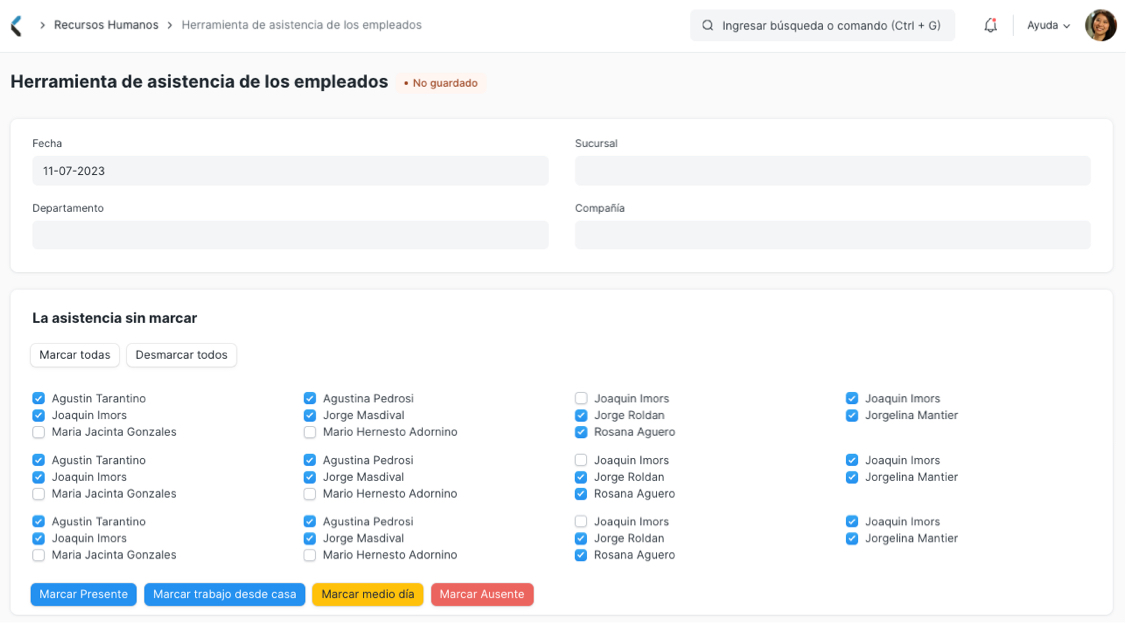 Recursos Humanos > Herramienta de asistencia de los empleados
Ingresar búsqueda o comando (Ctrl + G)
Ayuda
Herramienta de asistencia de los empleados • No guardado
Fecha Sucursal
11-07-2023
Departamento Compañía
La asistencia sin marcar
Marcar todas Desmarcar todos
Agustin Tarantino Agustina Pedrosi Joaquin Imors Joaquin Imors
Joaquin Imors Jorge Masdival Jorge Roldan Jorgelina Mantier
Maria Jacinta Gonzales Mario Hernesto Adornino Rosana Aguero
Agustin Tarantino Agustina Pedrosi Joaquin Imors Joaquin Imors
Joaquin Imors Jorge Masdival Jorge Roldan Jorgelina Mantier
Maria Jacinta Gonzales Mario Hernesto Adornino Rosana Aguero
Agustin Tarantino Agustina Pedrosi Joaquin Imors Joaquin Imors
Joaquin Imors Jorge Masdival Jorge Roldan Jorgelina Mantier
Maria Jacinta Gonzales Mario Hernesto Adornino Rosana Aguero
Marcar Presente Marcar trabajo desde casa Marcar medio día Marcar Ausente